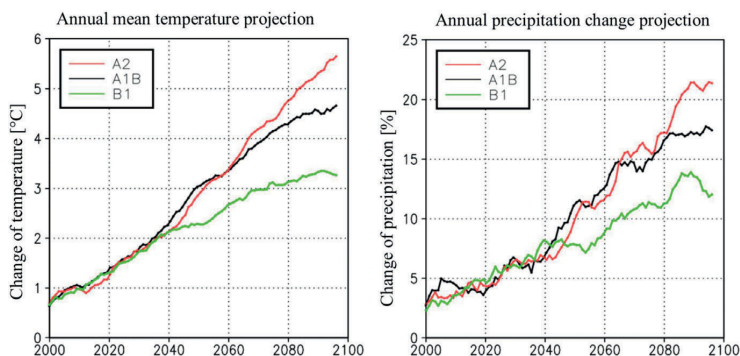 Annual mean temperature projection
Change of temperature [°C]
6
5
4
3
2
1
0
A2
A1B
B1
2000 2020 2040 2060 2080 2100
Annual precipitation change projection
Change of precipitation [%]
25
20
15
10
5
0
A2
A1B
B1
2000 2020 2040 2060 2080 2100